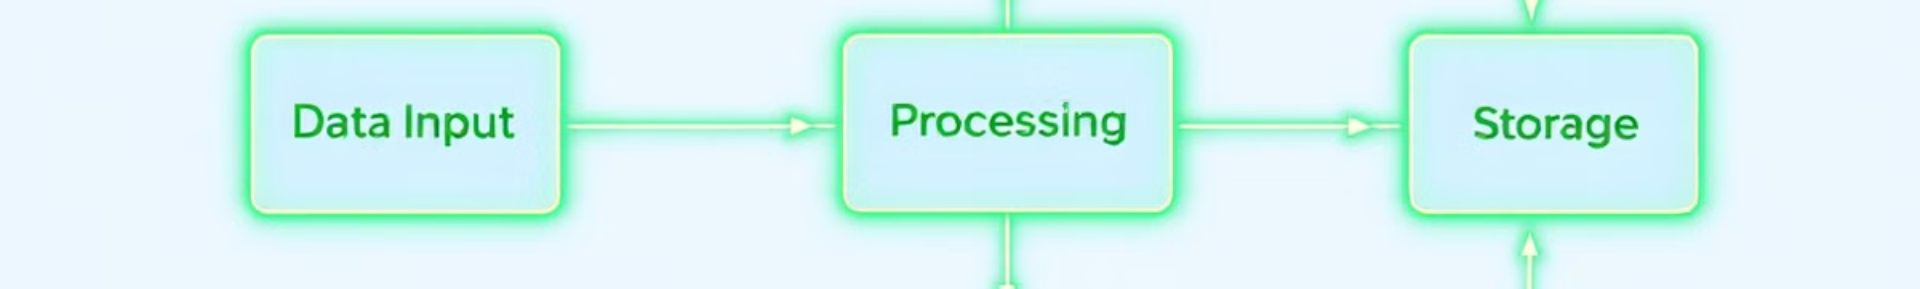 Data Input
Processing
Storage